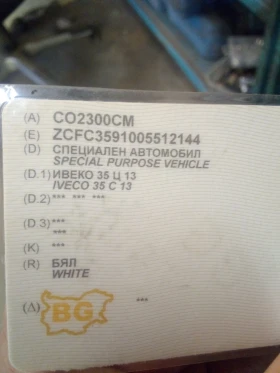 (A) CO2300CM
(E) ZCFC3591005512144
(D) СПЕЦИАЛЕН АВТОМОБИЛ
SPECIAL PURPOSE VEHICLE
(D.1) ИВЕКО 35 Ц 13
IVECO 35 C 13
(D.2) *** *** ***
(D 3) ***
***
(K) ***
(R) БЯЛ
WHITE
(Δ) BG ***